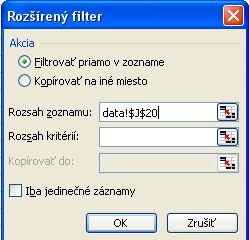 Rozšírený filter
Akcia
Filtrovať priamo v zozname
Kopírovať na iné miesto
Rozsah zoznamu: data!$J$20
Rozsah kritérií:
Kopírovať do:
Iba jedinečné záznamy
OK Zrušiť